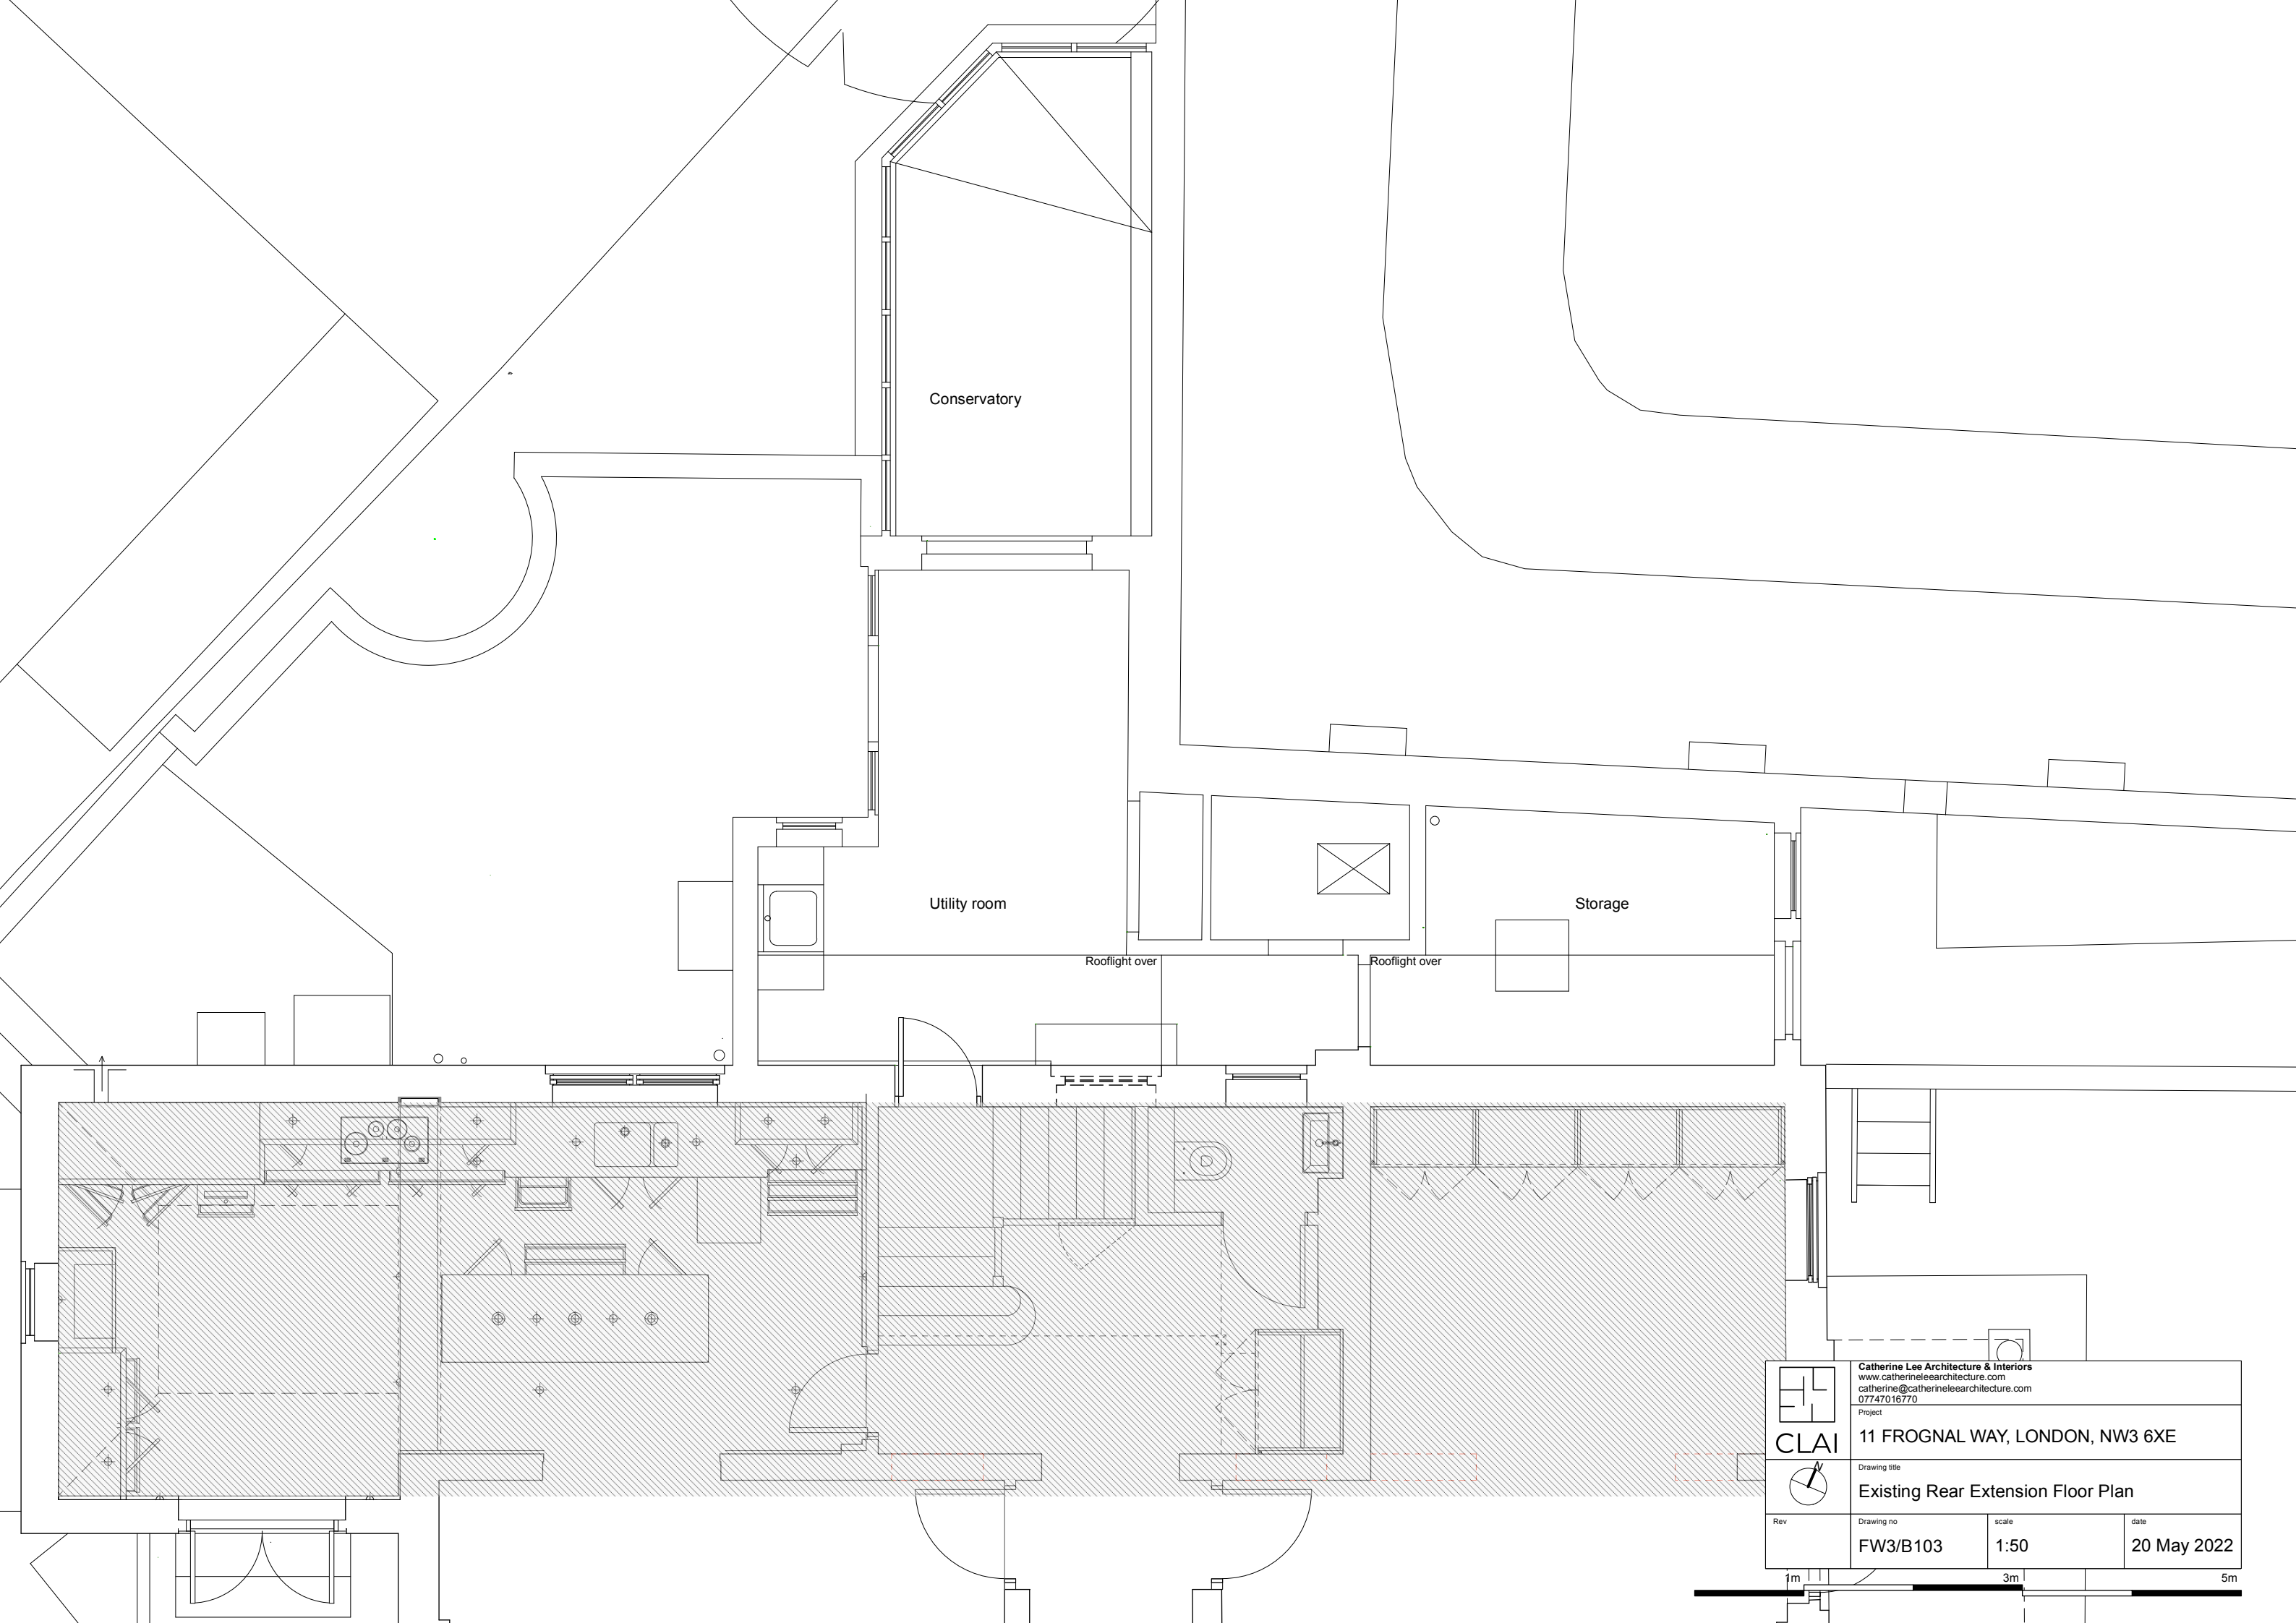 Conservatory
Utility room
Storage
Rooflight over
Rooflight over
Catherine Lee Architecture & Interiors
www.catherineleearchitecture.com
catherine@catherineleearchitecture.com
07747016770
Project
11 FROGNAL WAY, LONDON, NW3 6XE
CLAI
N
Drawing title
Existing Rear Extension Floor Plan
Rev
Drawing no
scale
date
FW3/B103
1:50
20 May 2022
1m
3m
5m